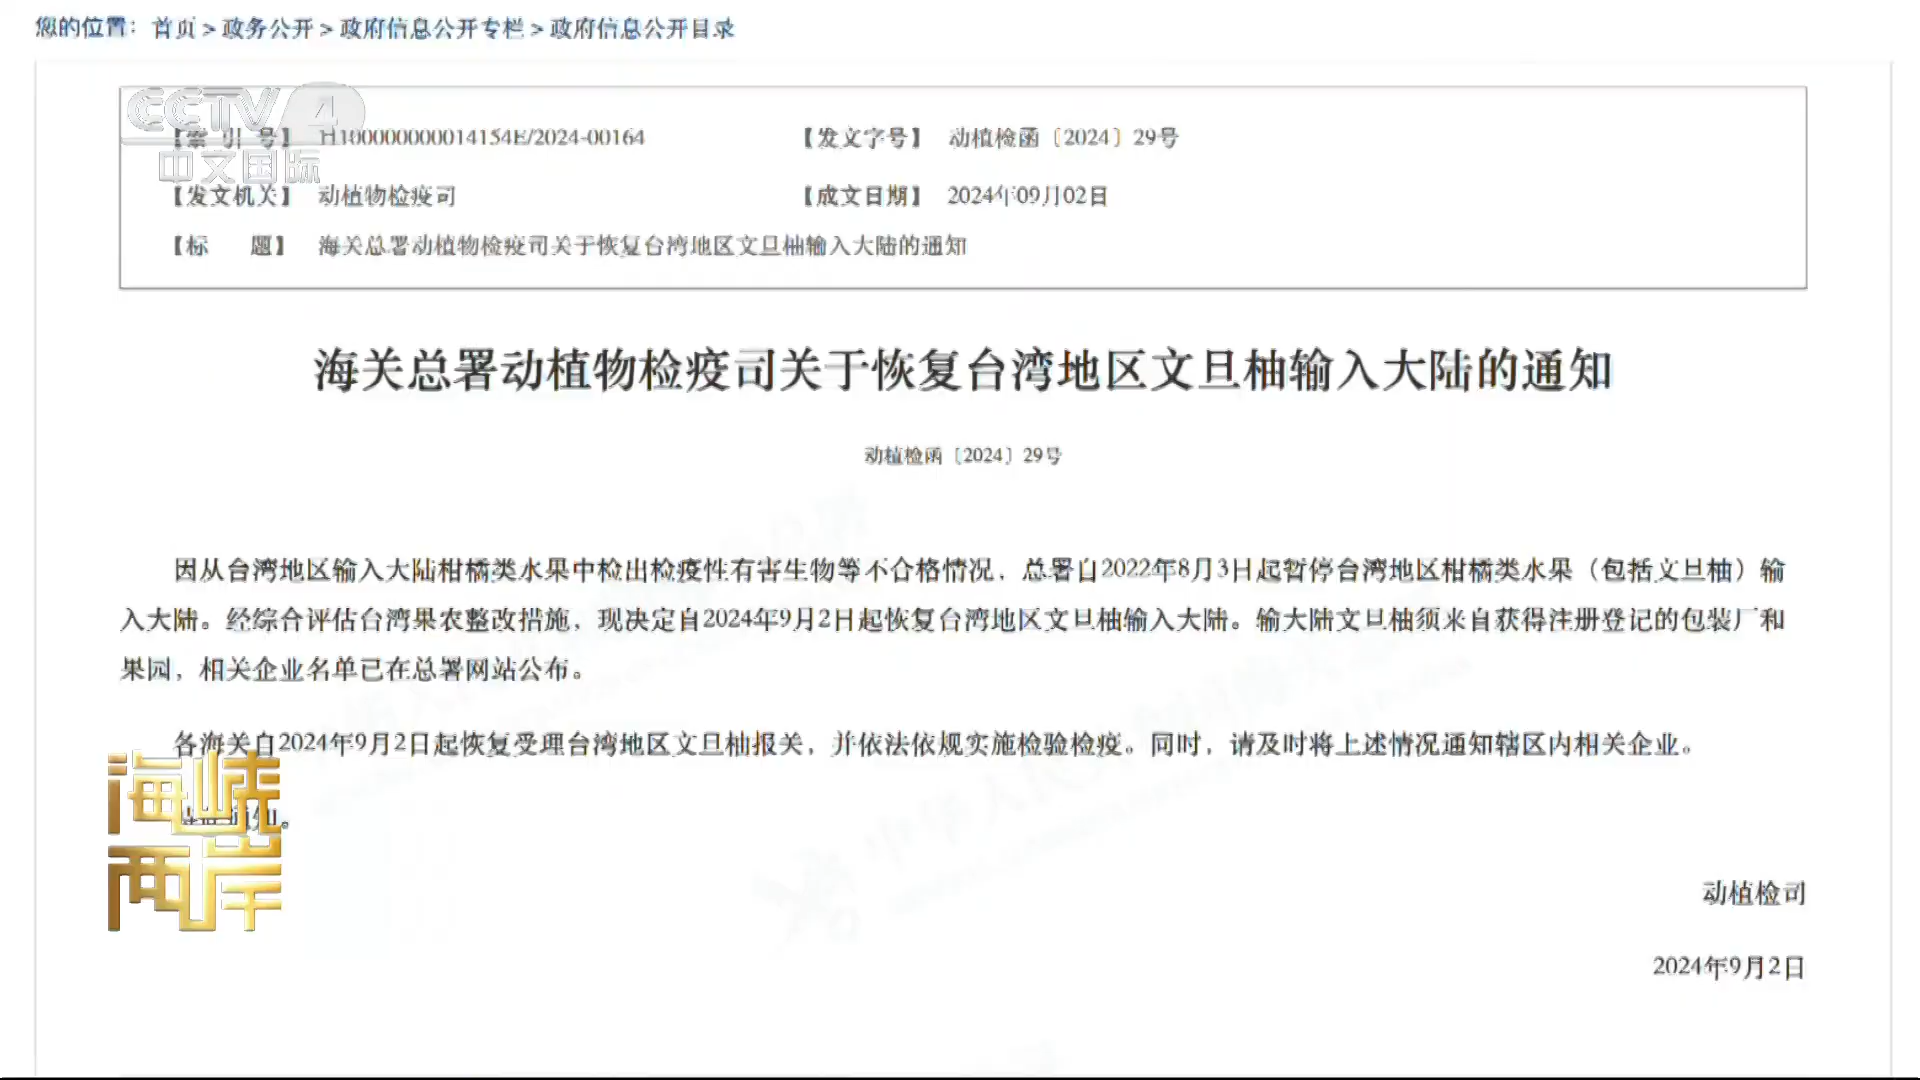 您的位置：首页 > 政务公开 > 政府信息公开专栏 > 政府信息公开目录
CCTV 4
中文国际
【索 引 号】 H100000000014154E/2024-00164 【发文字号】 动植检函〔2024〕29号
【发文机关】 动植物检疫司 【成文日期】 2024年09月02日
【标 题】 海关总署动植物检疫司关于恢复台湾地区文旦柚输入大陆的通知
海关总署动植物检疫司关于恢复台湾地区文旦柚输入大陆的通知
动植检函〔2024〕29号
因从台湾地区输入大陆柑橘类水果中检出检疫性有害生物等不合格情况，总署自2022年8月3日起暂停台湾地区柑橘类水果（包括文旦柚）输
入大陆。经综合评估台湾果农整改措施，现决定自2024年9月2日起恢复台湾地区文旦柚输入大陆。输大陆文旦柚须来自获得注册登记的包装厂和
果园，相关企业名单已在总署网站公布。
各海关自2024年9月2日起恢复受理台湾地区文旦柚报关，并依法依规实施检验检疫。同时，请及时将上述情况通知辖区内相关企业。
通知。
海峡
两岸
动植检司
2024年9月2日